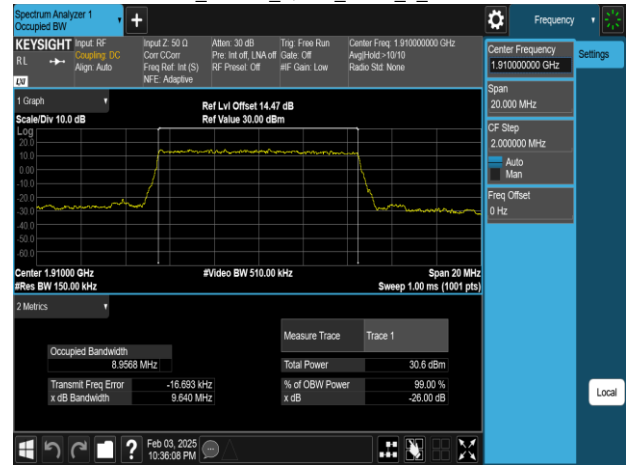 Spectrum Analyzer 1
Occupied BW
Frequency
KEYSIGHT
RL
LXI
Input: RF
Coupling: DC
Align: Auto
Input Z: 50 Ω
Corr CCorr
Freq Ref: Int (S)
NFE: Adaptive
Atten: 30 dB
Pre: Int off, LNA off
RF Presel: Off
Trig: Free Run
Gate: Off
#IF Gain: Low
Center Freq: 1.910000000 GHz
Avg|Hold:>10/10
Radio Std: None
Center Frequency
1.910000000 GHz
Settings
Span
20.000 MHz
CF Step
2.000000 MHz
Auto
Man
Freq Offset
0 Hz
1 Graph
Scale/Div 10.0 dB
Ref Lvl Offset 14.47 dB
Ref Value 30.00 dBm
Log
20.0
10.0
0.00
-10.0
-20.0
-30.0
-40.0
-50.0
-60.0
Center 1.91000 GHz
#Video BW 510.00 kHz
Span 20 MHz
#Res BW 150.00 kHz
Sweep 1.00 ms (1001 pts)
2 Metrics
Measure Trace Trace 1
Occupied Bandwidth
8.9568 MHz
Total Power 30.6 dBm
Transmit Freq Error -16.693 kHz
% of OBW Power 99.00 %
x dB Bandwidth 9.640 MHz
x dB -26.00 dB
Local
Feb 03, 2025
10:36:08 PM